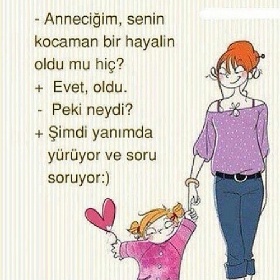 - Anneciğim, senin
kocaman bir hayalin
oldu mu hiç?
+ Evet, oldu.
- Peki neydi?
+ Şimdi yanımda
yürüyor ve soru
soruyor:)